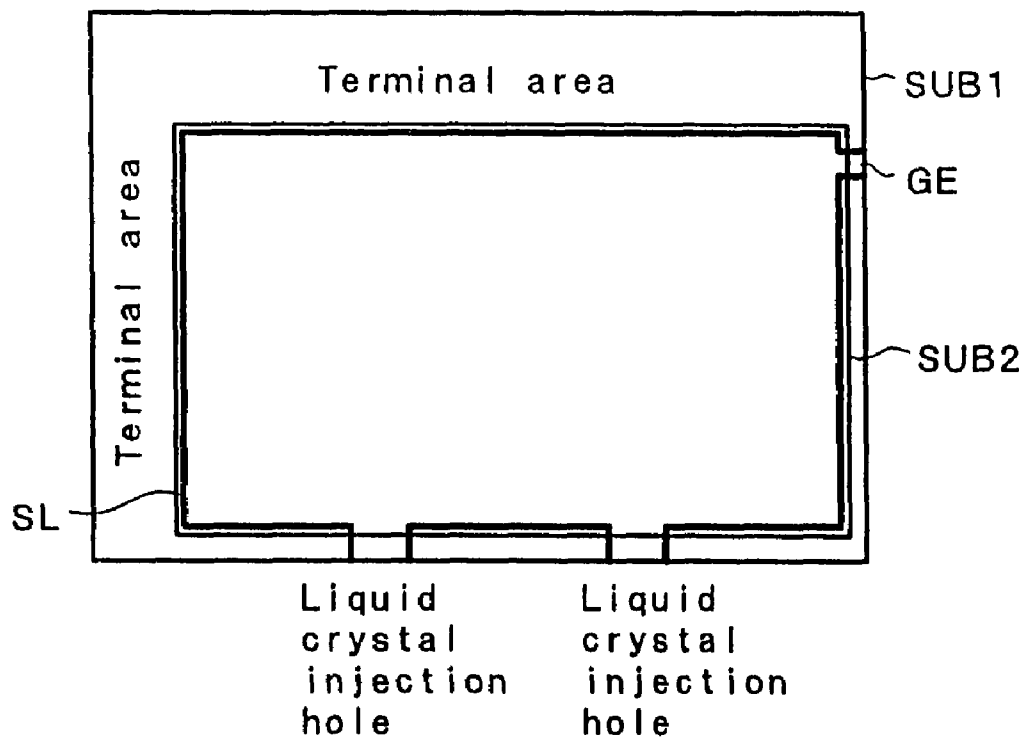 Terminal area
SUB1
GE
Terminal area
SUB2
SL
Liquid
crystal
injection
hole
Liquid
crystal
injection
hole